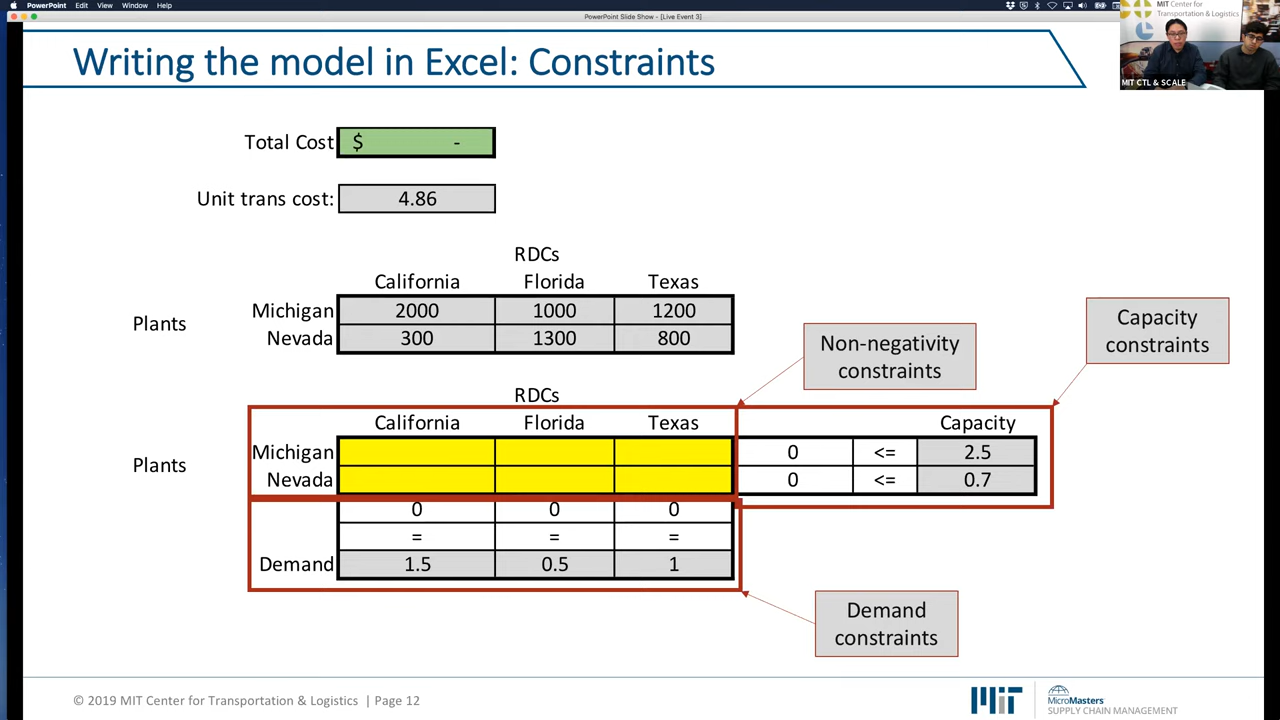 PowerPoint File Edit View Window Help
PowerPoint Slide Show - [Live Event 3]
MIT Center for
Transportation & Logistics
MIT CTL & SCALE
Writing the model in Excel: Constraints
Total Cost $ -
Unit trans cost: 4.86
RDCs
California Florida Texas
Plants
Michigan 2000 1000 1200
Nevada 300 1300 800
Non-negativity
constraints
Capacity
constraints
RDCs
California Florida Texas Capacity
Plants
Michigan 0 <= 2.5
Nevada 0 <= 0.7
0 0 0
= = =
Demand 1.5 0.5 1
Demand
constraints
© 2019 MIT Center for Transportation & Logistics | Page 12
MIT
MicroMasters
SUPPLY CHAIN MANAGEMENT